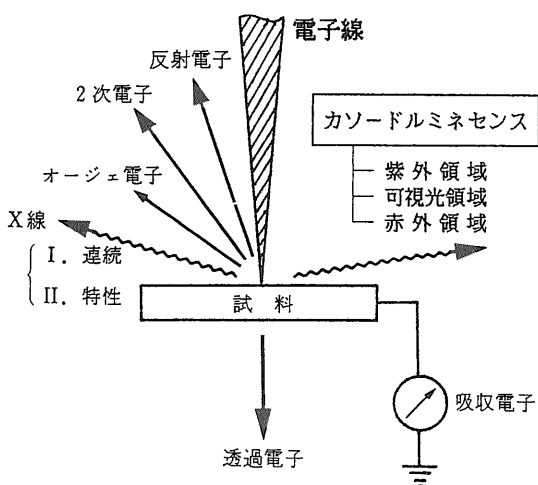 電子線
反射電子
2次電子
オージェ電子
X線
I. 連続
II. 特性
カソードルミネセンス
紫外領域
可視光領域
赤外領域
試料
吸収電子
透過電子